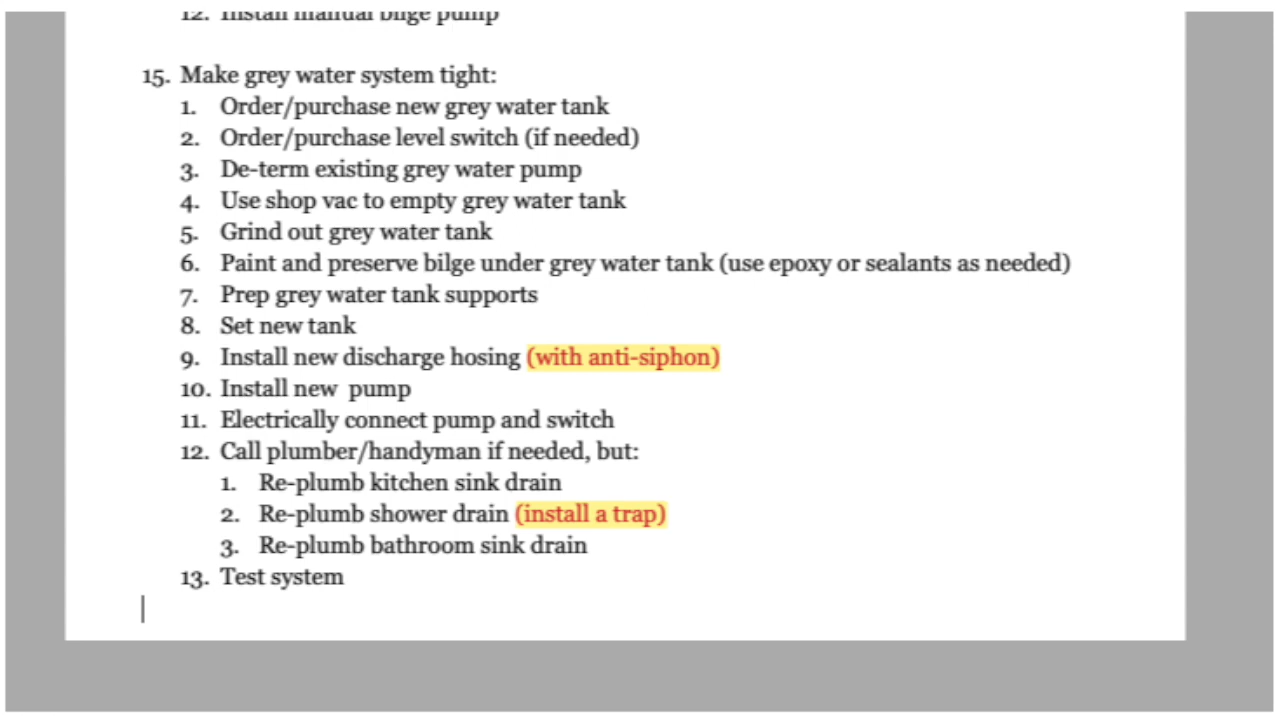 12. Install manual bilge pump
15. Make grey water system tight:
1. Order/purchase new grey water tank
2. Order/purchase level switch (if needed)
3. De-term existing grey water pump
4. Use shop vac to empty grey water tank
5. Grind out grey water tank
6. Paint and preserve bilge under grey water tank (use epoxy or sealants as needed)
7. Prep grey water tank supports
8. Set new tank
9. Install new discharge hosing (with anti-siphon)
10. Install new pump
11. Electrically connect pump and switch
12. Call plumber/handyman if needed, but:
1. Re-plumb kitchen sink drain
2. Re-plumb shower drain (install a trap)
3. Re-plumb bathroom sink drain
13. Test system